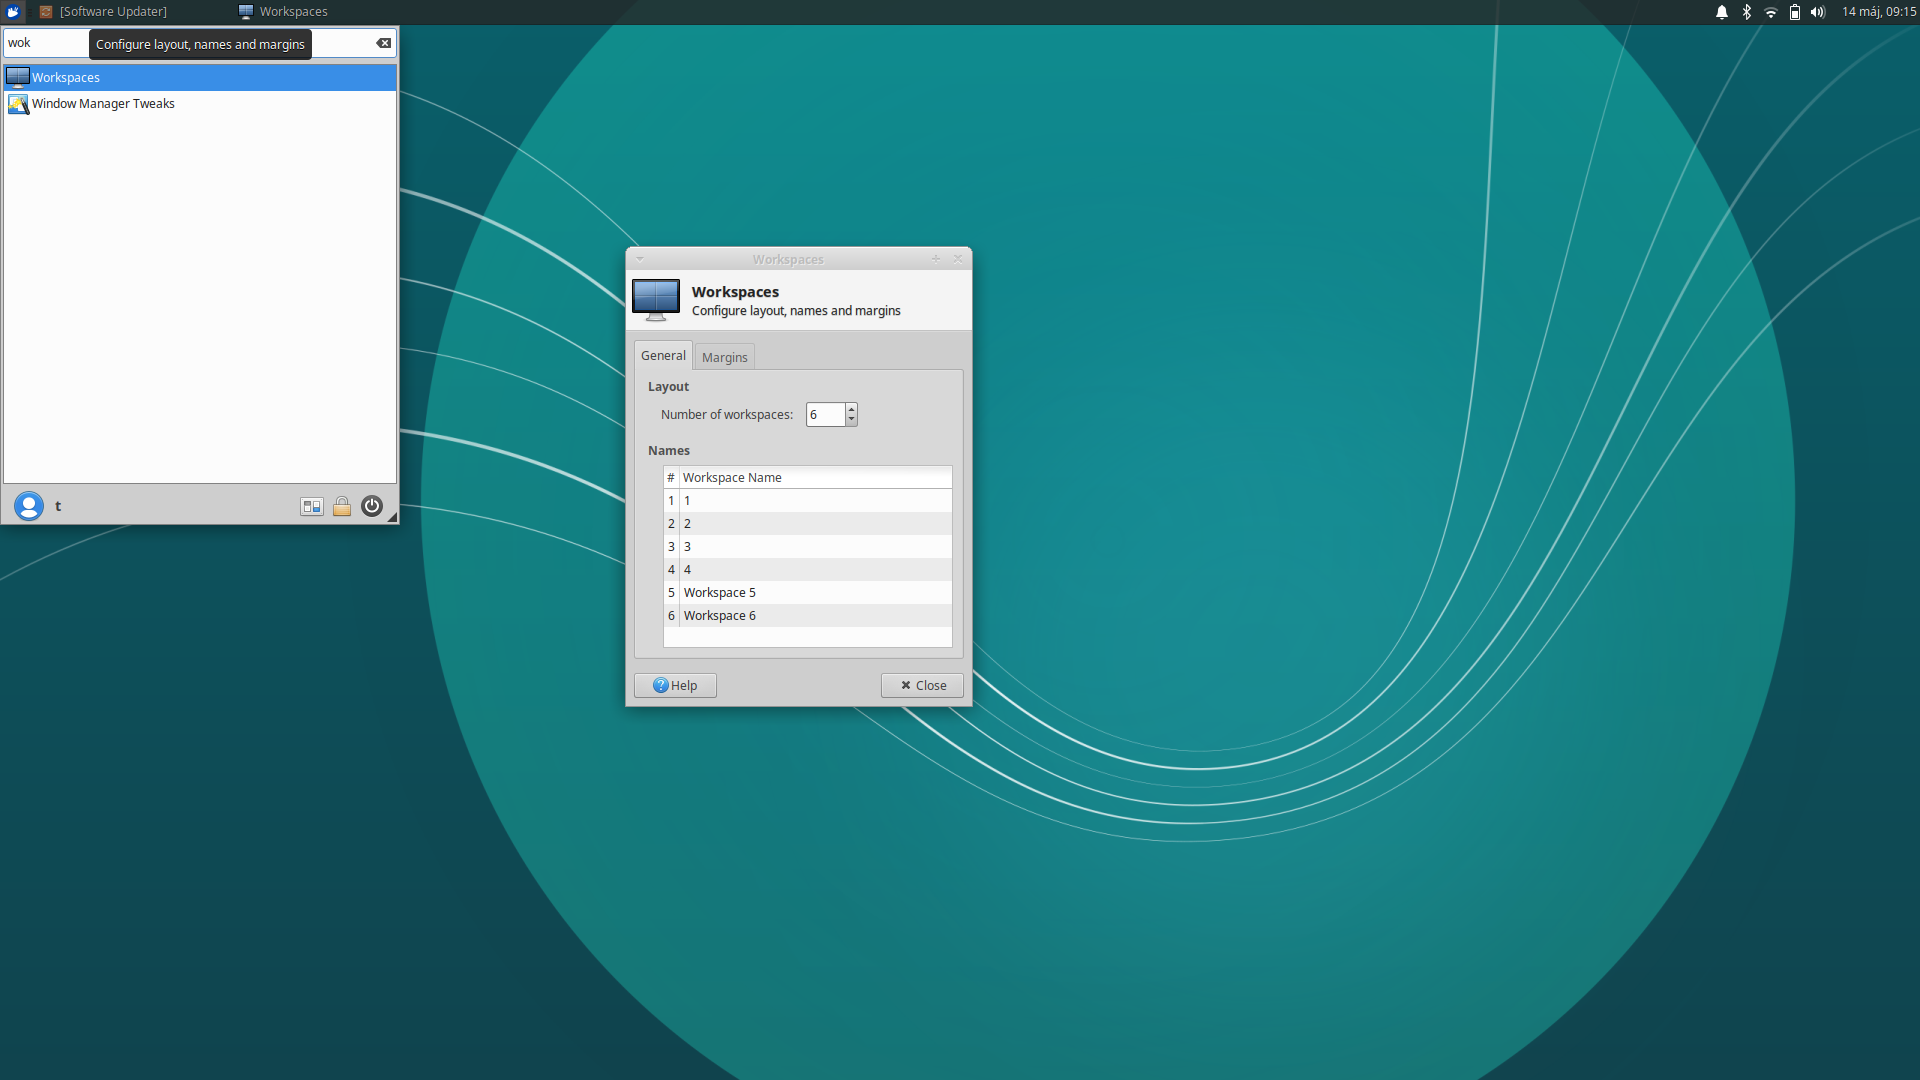 [Software Updater]
Workspaces
14 máj, 09:15
wok
Configure layout, names and margins
Workspaces
Window Manager Tweaks
t
Workspaces
Workspaces
Configure layout, names and margins
General
Margins
Layout
Number of workspaces: 6
Names
# Workspace Name
1 1
2 2
3 3
4 4
5 Workspace 5
6 Workspace 6
Help
Close